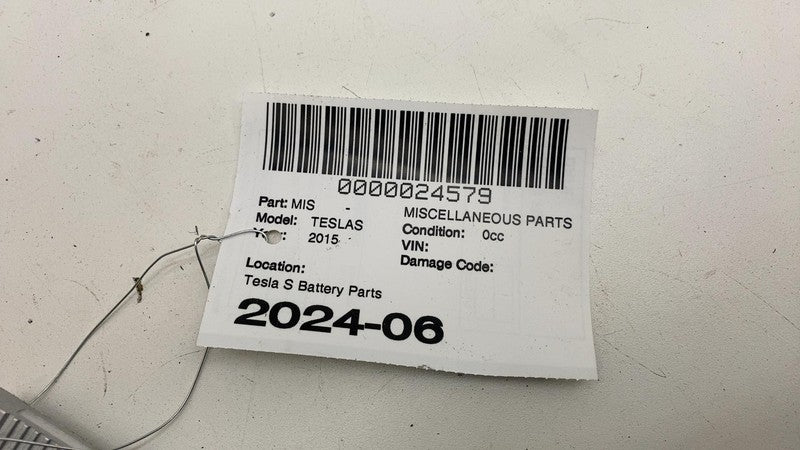 0000024579
Part: MIS - MISCELLANEOUS PARTS
Model: TESLAS Condition: 0cc
2015 VIN:
Damage Code:
Location:
Tesla S Battery Parts
2024-06